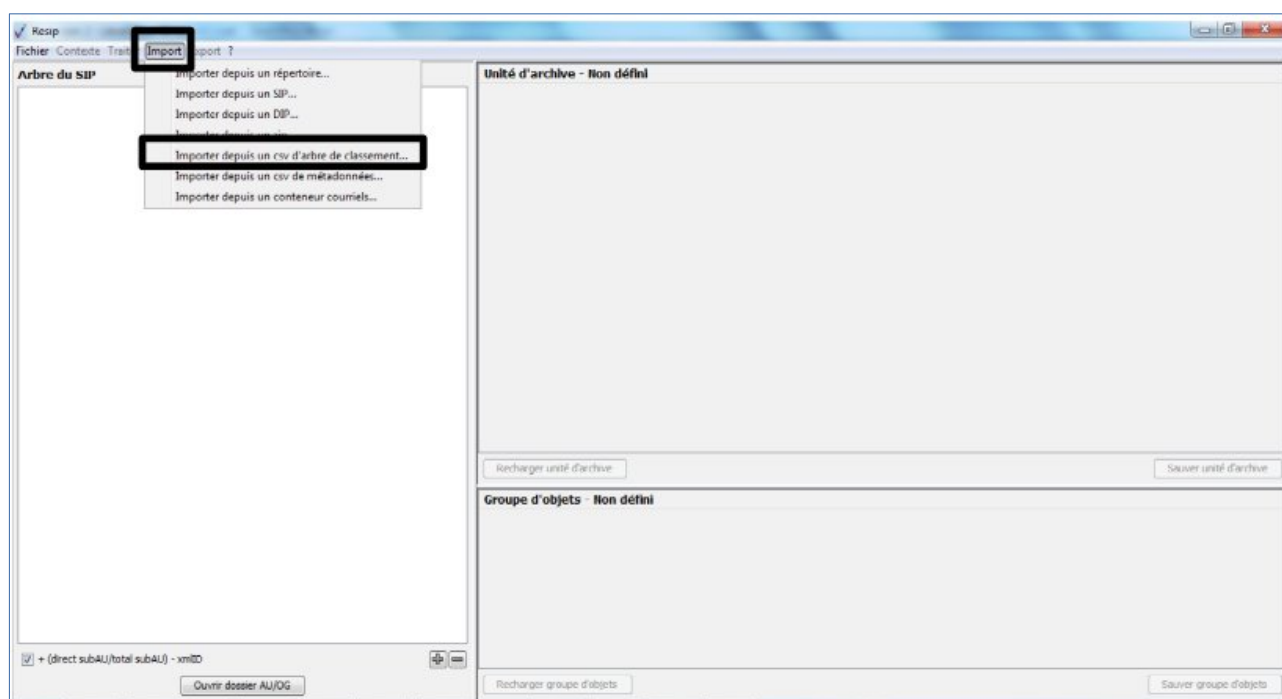 Resip
Fichier Contexte Import ?
Arbre du SIP
Importer depuis un répertoire...
Importer depuis un SIP...
Importer depuis un DIP...
Importer depuis un csv d'arbre de classement...
Importer depuis un csv de métadonnées...
Importer depuis un conteneur courriels...
Unité d'archive - Non défini
Recharger unité d'archive
Sauver unité d'archive
Groupe d'objets - Non défini
+ (direct subAU/total subAU) - xmlID
Ouvrir dossier AU/OG
Recharger groupe d'objets
Sauver groupe d'objets